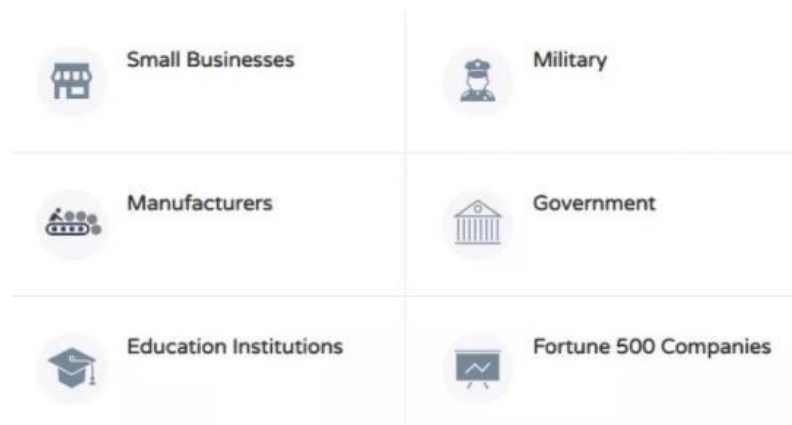 Small Businesses
Military
Manufacturers
Government
Education Institutions
Fortune 500 Companies